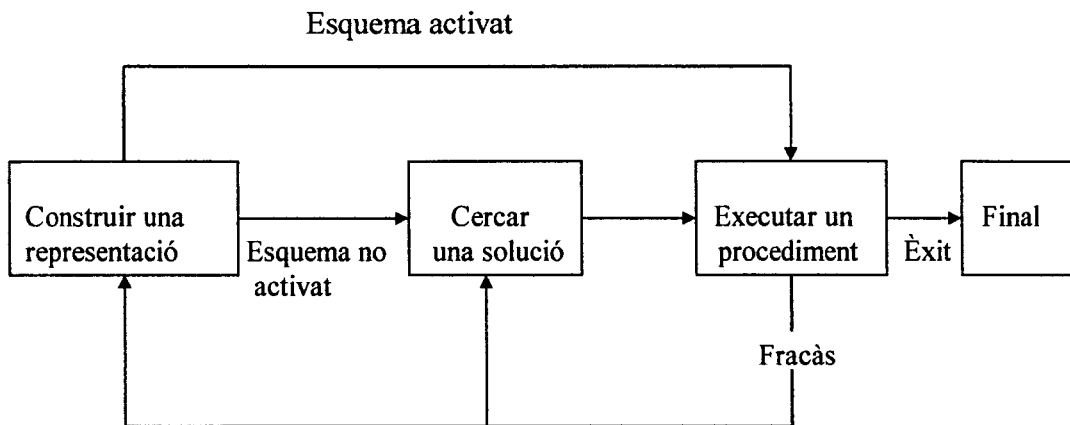 Esquema activat
Construir una
representació
Esquema no
activat
Cercar
una solució
Executar un
procediment
Èxit
Final
Fracàs